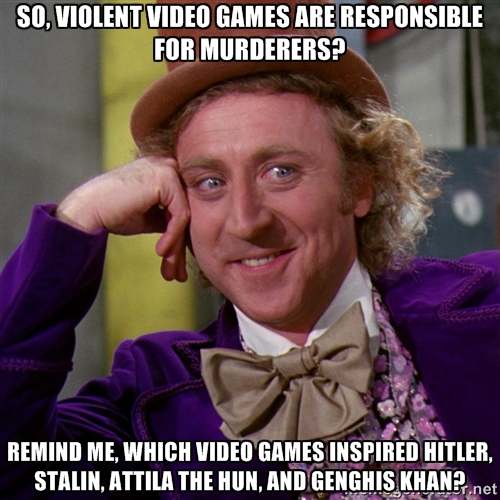 SO, VIOLENT VIDEO GAMES ARE RESPONSIBLE
FOR MURDERERS?
REMIND ME, WHICH VIDEO GAMES INSPIRED HITLER,
STALIN, ATTILA THE HUN, AND GENGHIS KHAN?